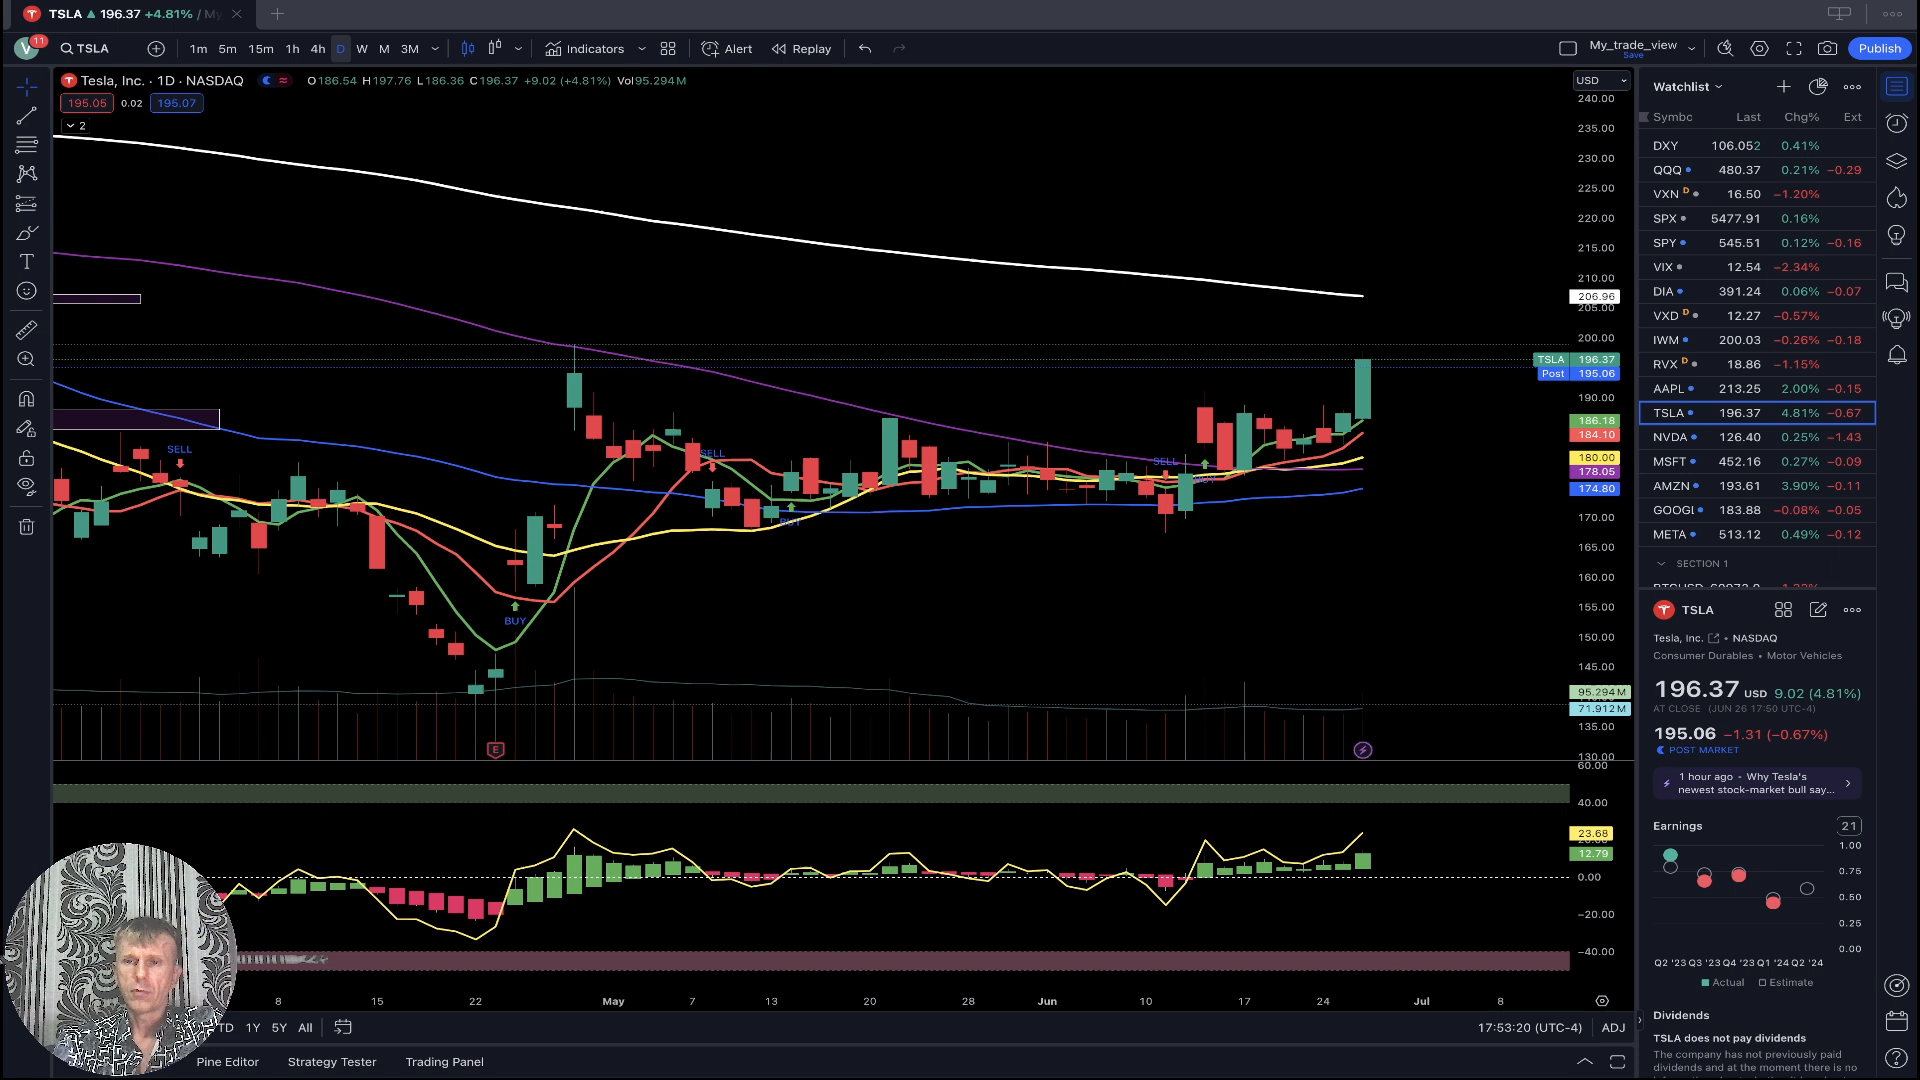 TSLA ▲ 196.37 +4.81% / My
V 11 TSLA 1m 5m 15m 1h 4h D W M 3M Indicators Alert Replay My_trade_view Save Publish
Tesla, Inc. · 1D · NASDAQ O186.54 H197.76 L186.36 C196.37 +9.02 (+4.81%) Vol95.294M
195.05 0.02 195.07
2
USD
240.00
235.00
230.00
225.00
220.00
215.00
210.00
206.96
205.00
200.00
TSLA 196.37
Post 195.06
190.00
186.18
184.10
180.00
178.05
174.80
170.00
165.00
160.00
155.00
150.00
145.00
95.294M
71.912M
135.00
130.00
SELL
BUY
SELL
BUY
SELL
BUY
E
60.00
40.00
23.68
20.00
12.79
0.00
−20.00
−40.00
8 15 22 May 7 13 20 28 Jun 10 17 24 Jul 8
TD 1Y 5Y All 17:53:20 (UTC-4) ADJ
Pine Editor Strategy Tester Trading Panel
Watchlist
Symbc Last Chg% Ext
DXY 106.052 0.41%
QQQ 480.37 0.21% −0.29
VXN D 16.50 −1.20%
SPX 5477.91 0.16%
SPY 545.51 0.12% −0.16
VIX 12.54 −2.34%
DIA 391.24 0.06% −0.07
VXD D 12.27 −0.57%
IWM 200.03 −0.26% −0.18
RVX D 18.86 −1.15%
AAPL 213.25 2.00% −0.15
TSLA 196.37 4.81% −0.67
NVDA 126.40 0.25% −1.43
MSFT 452.16 0.27% −0.09
AMZN 193.61 3.90% −0.11
GOOGL 183.88 −0.08% −0.05
META 513.12 0.49% −0.12
SECTION 1
TSLA
Tesla, Inc. • NASDAQ
Consumer Durables • Motor Vehicles
196.37 USD 9.02 (4.81%)
AT CLOSE (JUN 26 17:50 UTC-4)
195.06 −1.31 (−0.67%)
POST MARKET
1 hour ago · Why Tesla's
newest stock-market bull say...
Earnings 21
1.00
0.75
0.50
0.25
0.00
Q2 '23 Q3 '23 Q4 '23 Q1 '24 Q2 '24
Actual Estimate
Dividends
TSLA does not pay dividends
The company has not previously paid
dividends and at the moment there is no